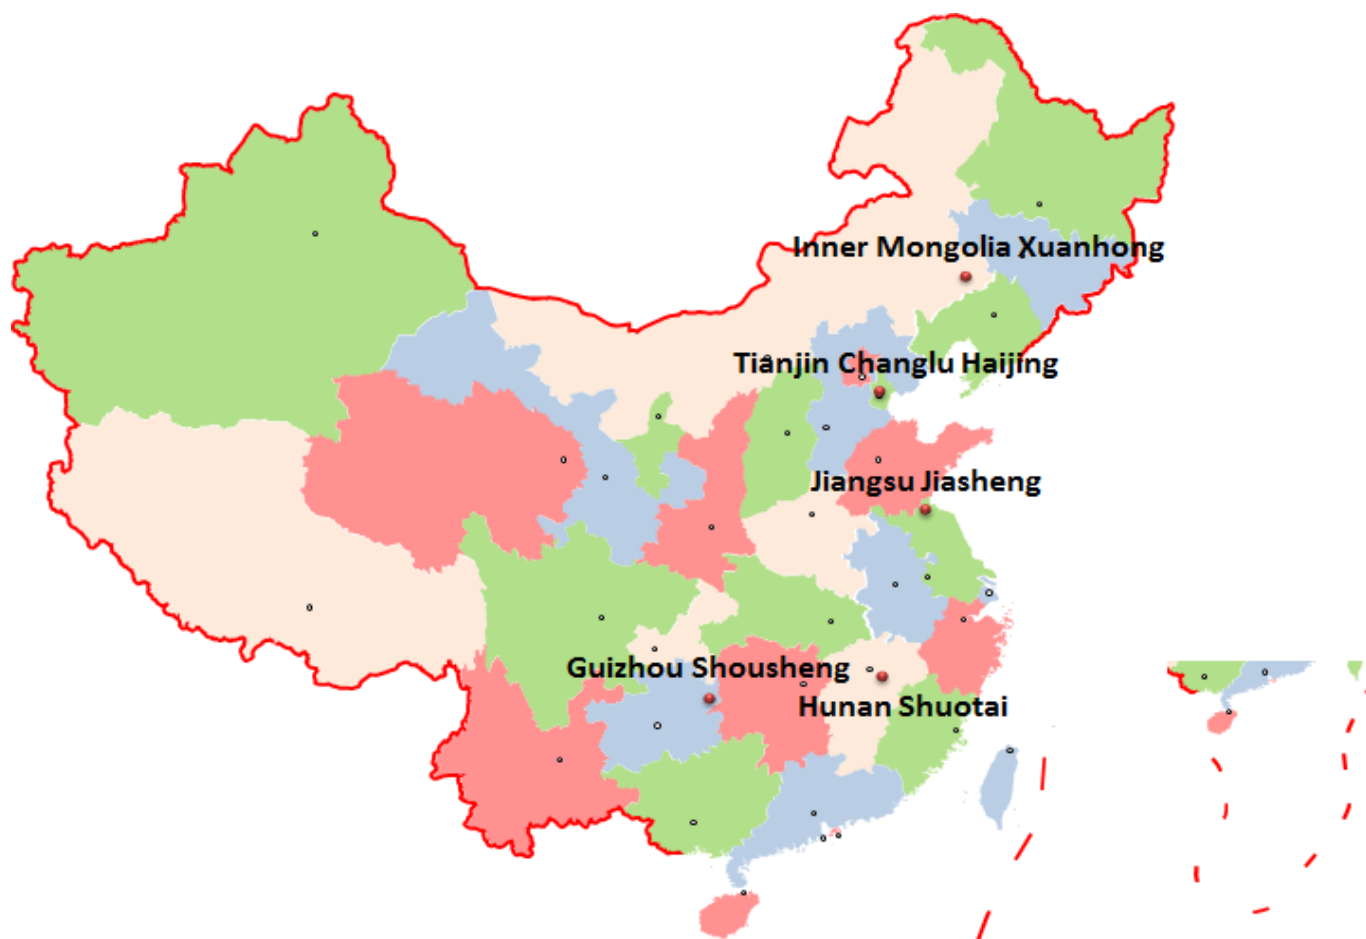 Inner Mongolia Xuanhong
Tianjin Changlu Haijing
Jiangsu Jiasheng
Guizhou Shousheng
Hunan Shuotai